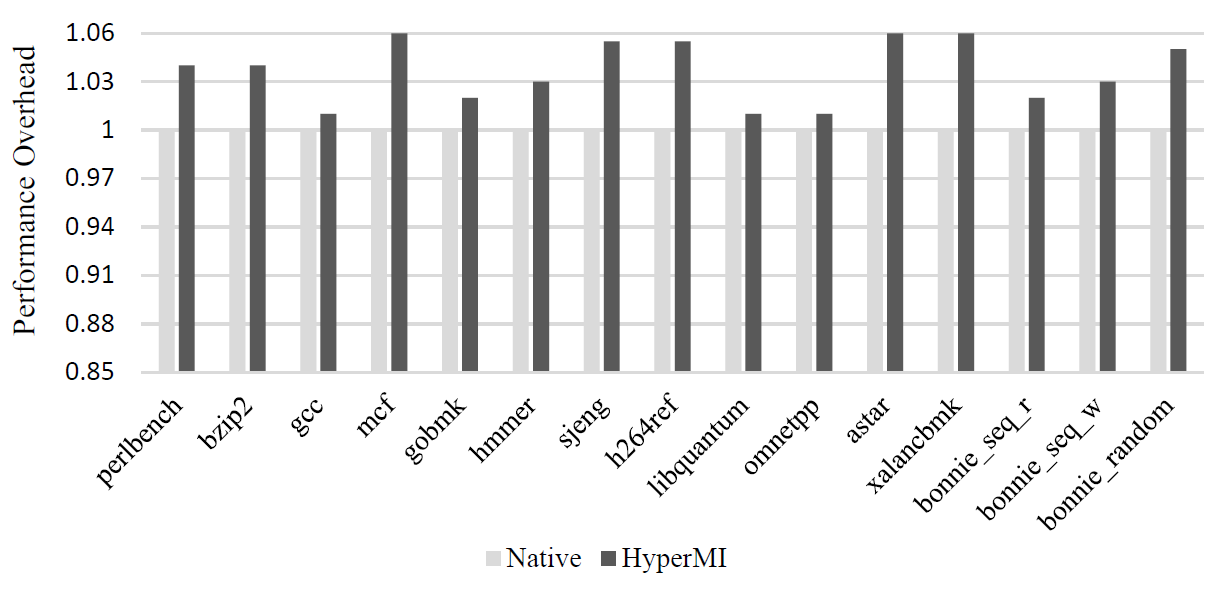 Performance Overhead
1.06
1.03
1
0.97
0.94
0.91
0.88
0.85
perlbench
bzip2
gcc
mcf
gobmk
hmmer
sjeng
h264ref
libquantum
omnetpp
astar
xalancbmk
bonnie_seq_r
bonnie_seq_w
bonnie_random
Native HyperMI